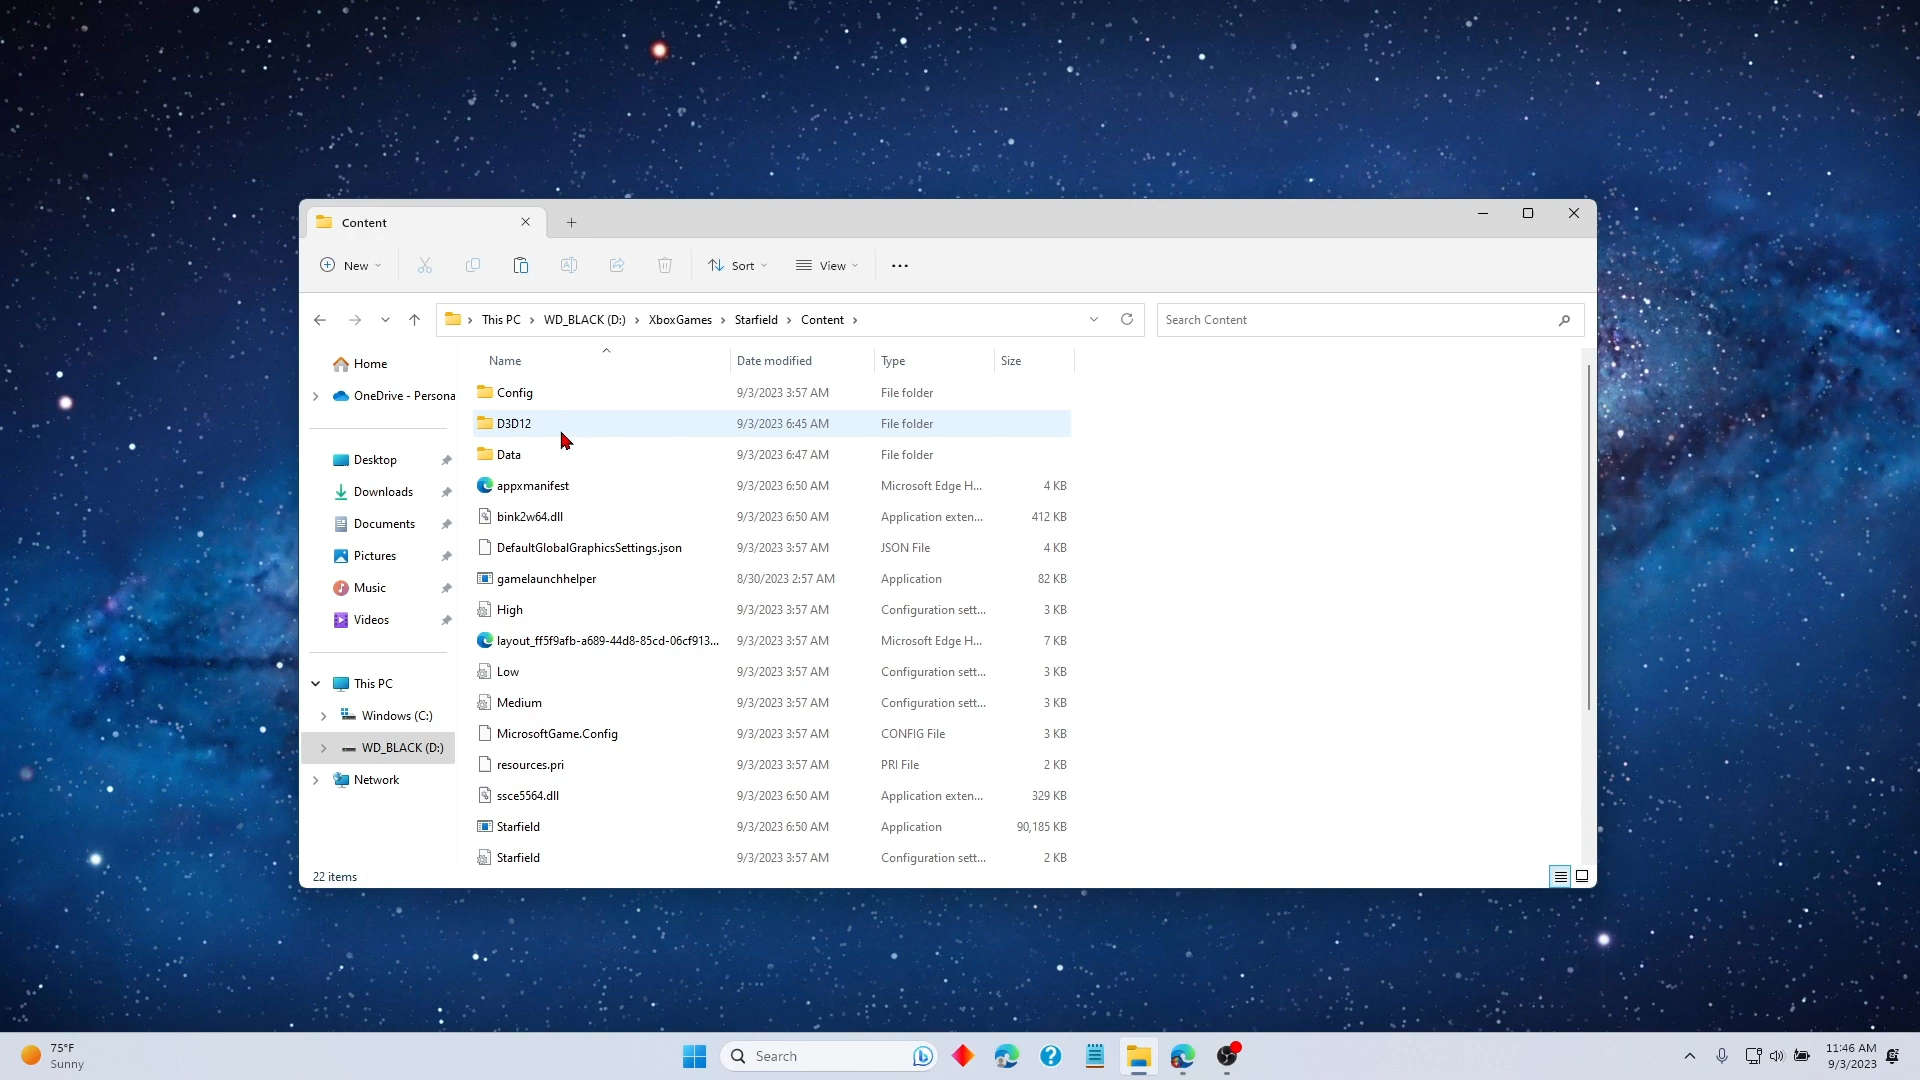 Content
New
Sort
View
This PC
WD_BLACK (D:)
XboxGames
Starfield
Content
Search Content
Home
OneDrive - Persona
Desktop
Downloads
Documents
Pictures
Music
Videos
This PC
Windows (C:)
WD_BLACK (D:)
Network
Name Date modified Type Size
Config 9/3/2023 3:57 AM File folder
D3D12 9/3/2023 6:45 AM File folder
Data 9/3/2023 6:47 AM File folder
appxmanifest 9/3/2023 6:50 AM Microsoft Edge H... 4 KB
bink2w64.dll 9/3/2023 6:50 AM Application exten... 412 KB
DefaultGlobalGraphicsSettings.json 9/3/2023 3:57 AM JSON File 4 KB
gamelaunchhelper 8/30/2023 2:57 AM Application 82 KB
High 9/3/2023 3:57 AM Configuration sett... 3 KB
layout_ff5f9afb-a689-44d8-85cd-06cf913... 9/3/2023 3:57 AM Microsoft Edge H... 7 KB
Low 9/3/2023 3:57 AM Configuration sett... 3 KB
Medium 9/3/2023 3:57 AM Configuration sett... 3 KB
MicrosoftGame.Config 9/3/2023 3:57 AM CONFIG File 3 KB
resources.pri 9/3/2023 3:57 AM PRI File 2 KB
ssce5564.dll 9/3/2023 6:50 AM Application exten... 329 KB
Starfield 9/3/2023 6:50 AM Application 90,185 KB
Starfield 9/3/2023 3:57 AM Configuration sett... 2 KB
22 items
75°F
Sunny
Search
11:46 AM
9/3/2023